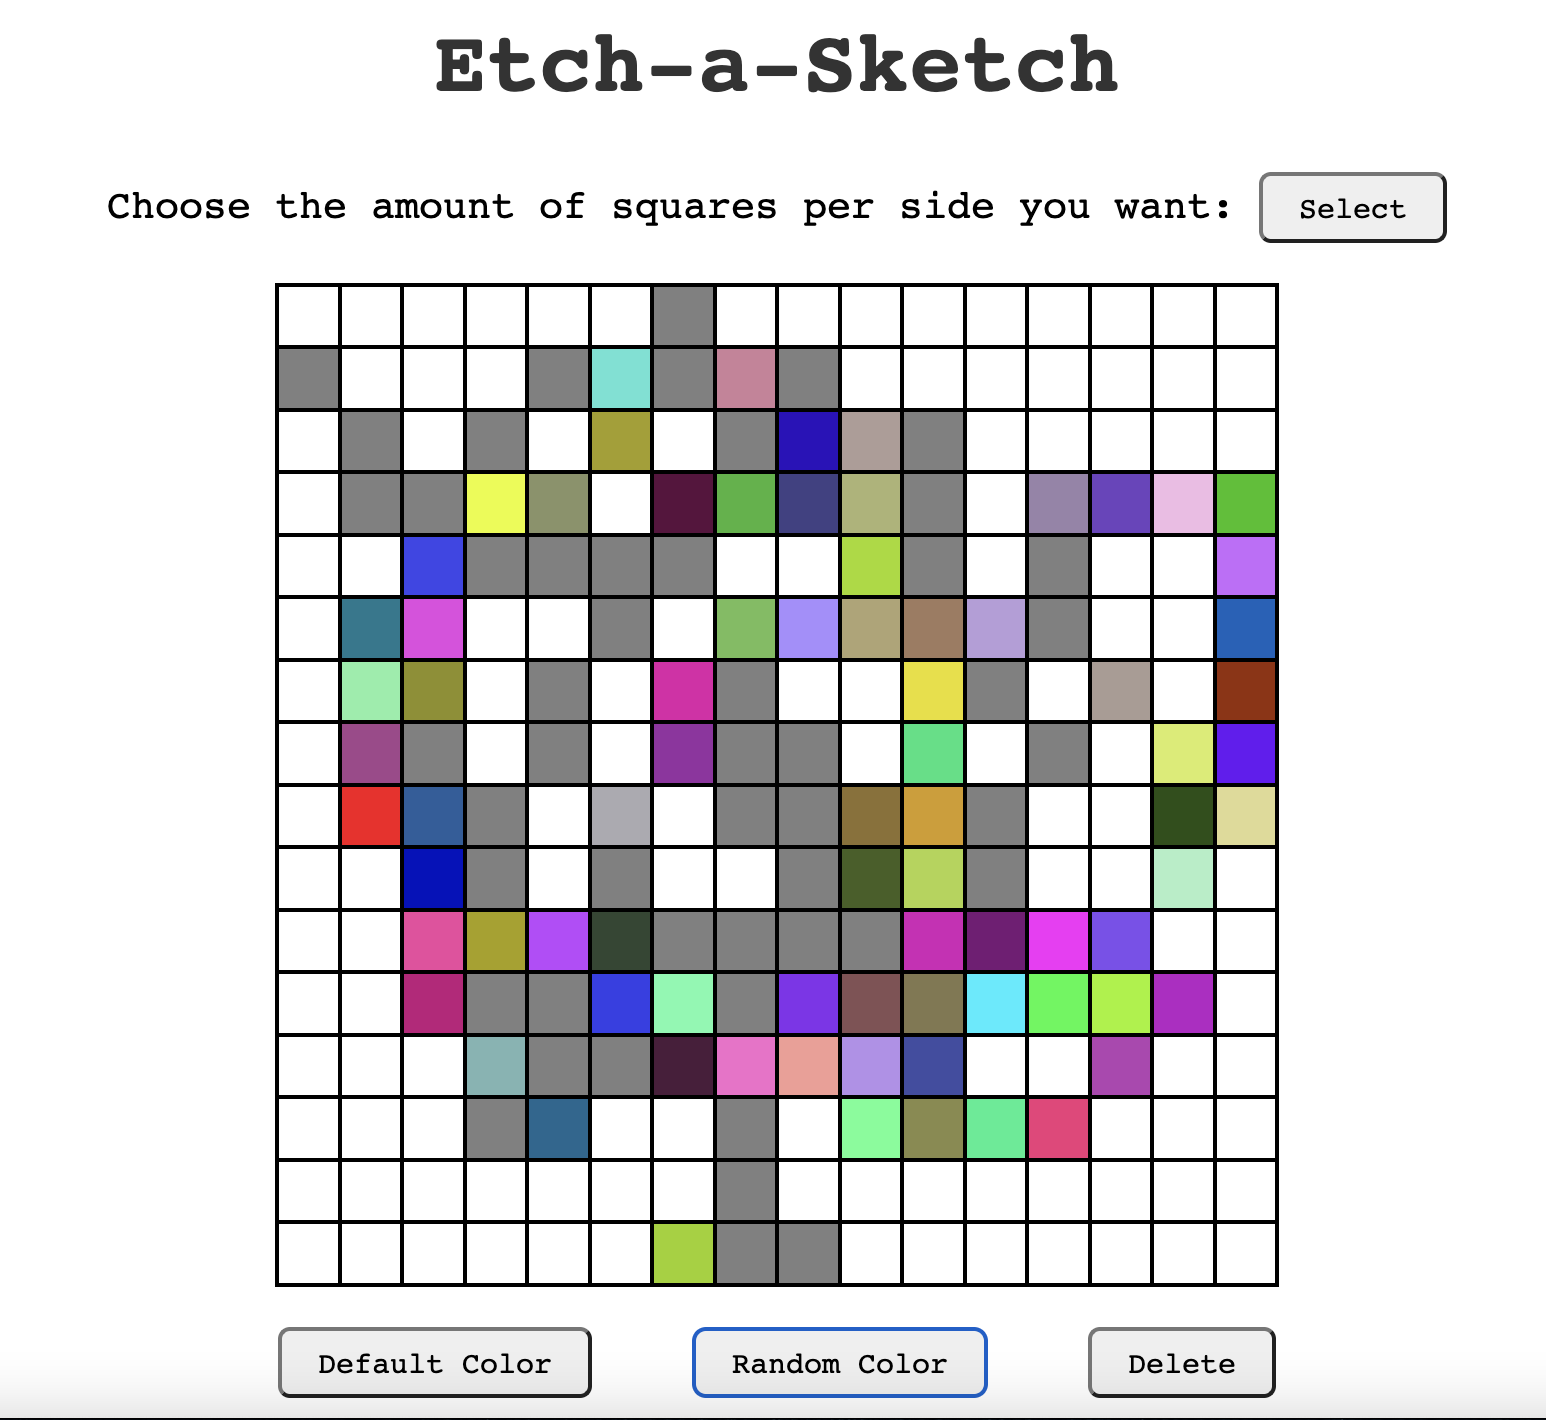 Etch-a-Sketch
Choose the amount of squares per side you want: Select
Default Color Random Color Delete